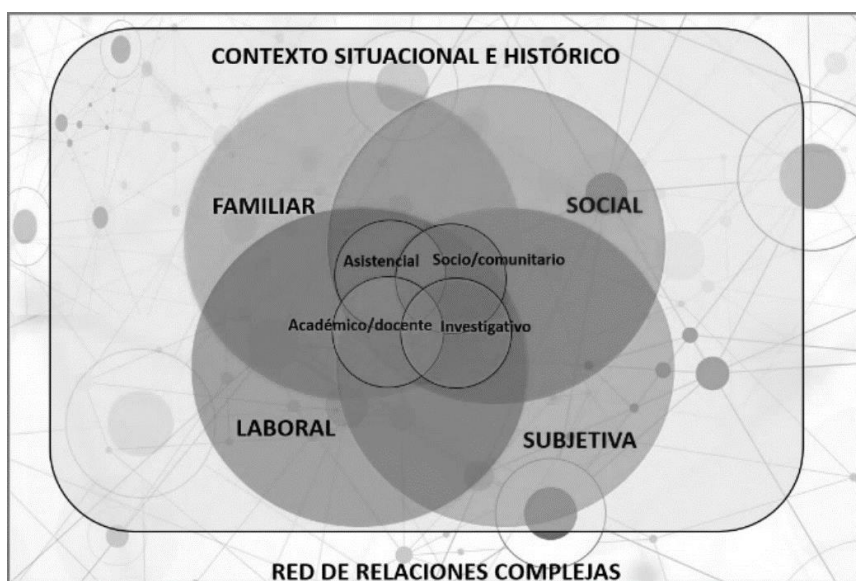 CONTEXTO SITUACIONAL E HISTÓRICO
FAMILIAR
SOCIAL
Asistencial
Socio/comunitario
Académico/docente
Investigativo
LABORAL
SUBJETIVA
RED DE RELACIONES COMPLEJAS